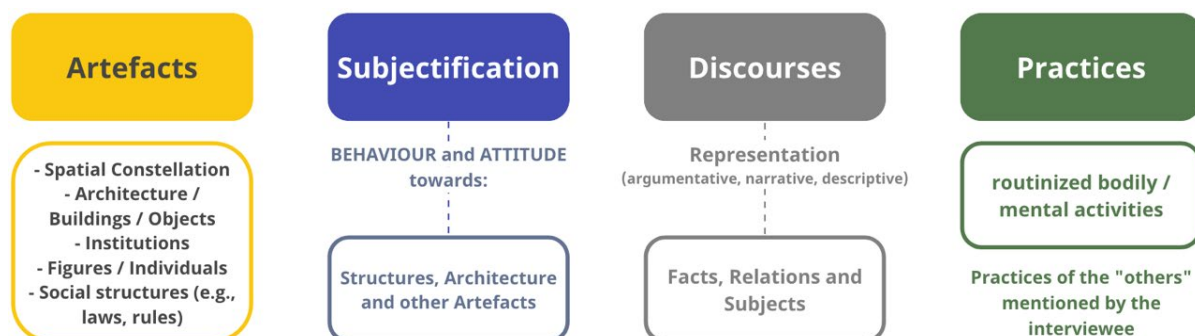 Artefacts
- Spatial Constellation
- Architecture /
Buildings / Objects
- Institutions
- Figures / Individuals
- Social structures (e.g.,
laws, rules)
Subjectification
BEHAVIOUR and ATTITUDE
towards:
Structures, Architecture
and other Artefacts
Discourses
Representation
(argumentative, narrative, descriptive)
Facts, Relations and
Subjects
Practices
routinized bodily /
mental activities
Practices of the "others"
mentioned by the
interviewee